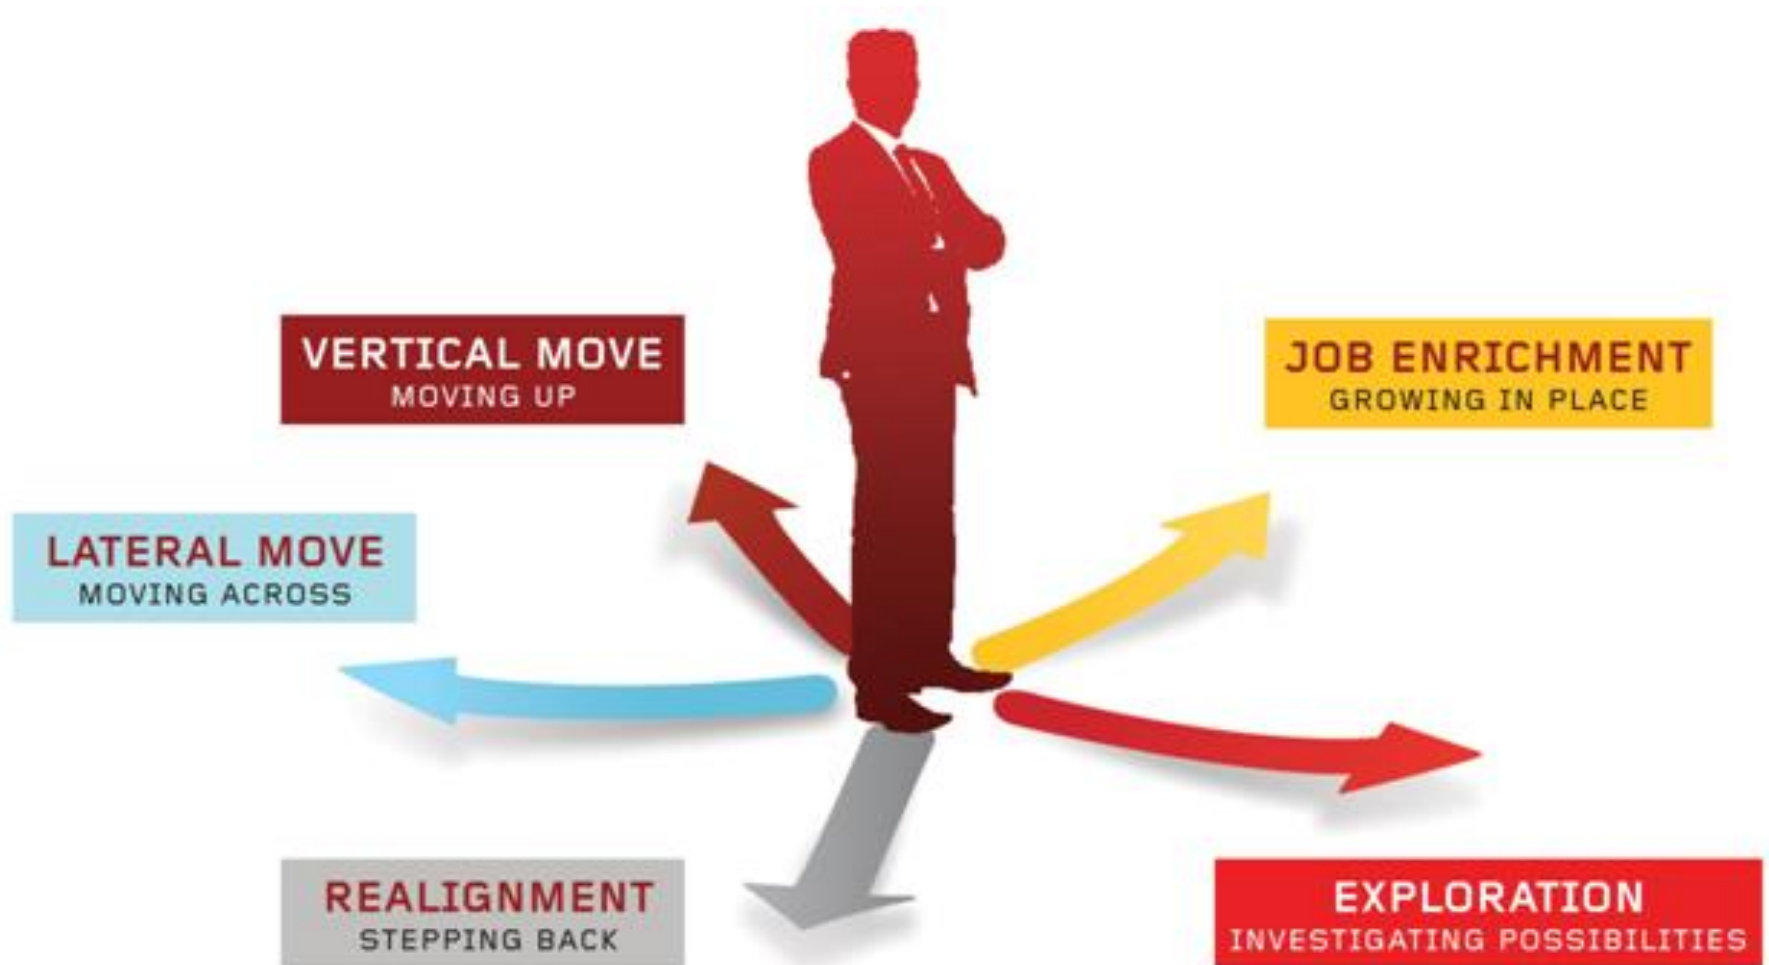 VERTICAL MOVE
MOVING UP
JOB ENRICHMENT
GROWING IN PLACE
LATERAL MOVE
MOVING ACROSS
REALIGNMENT
STEPPING BACK
EXPLORATION
INVESTIGATING POSSIBILITIES